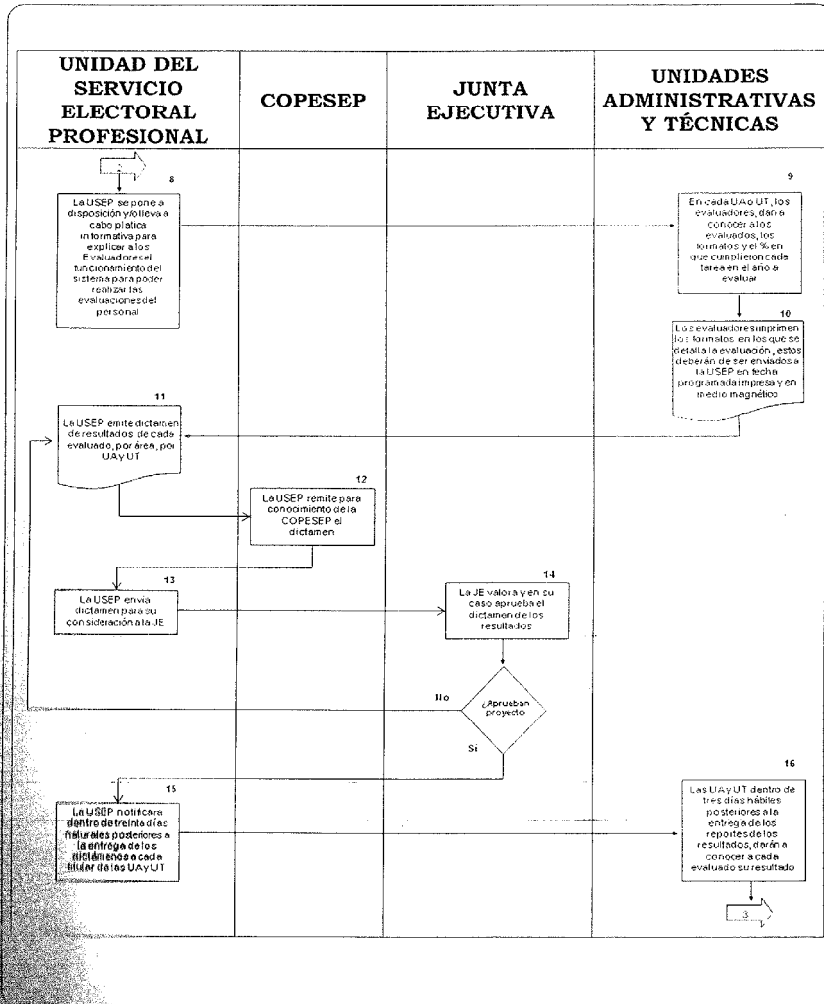 UNIDAD DEL
SERVICIO
ELECTORAL
PROFESIONAL
COPESEP
JUNTA
EJECUTIVA
UNIDADES
ADMINISTRATIVAS
Y TÉCNICAS
8
La USEP se pone a
disposición y/o lleva a
cabo platica
informativa para
explicar a los
Evaluadores el
funcionamiento del
sistema para poder
realizar las
evaluaciones del
personal
9
En cada UA o UT, los
evaluadores, dan a
conocer a los
evaluados, los
formatos y el % en
que cumplieron cada
tarea en el año a
evaluar
10
Los evaluadores imprimen
los formatos en los que se
detalla la evaluación, estos
deberán de ser enviados a
la USEP en fecha
programada impresa y en
medio magnético
11
La USEP emite dictamen
de resultados de cada
evaluado, por área, por
UA y UT
12
La USEP remite para
conocimiento de la
COPESEP el
dictamen
13
La USEP envía
dictamen para su
consideración a la JE
14
La JE valora y en su
caso aprueba el
dictamen de los
resultados
¿Aprueban
proyecto
No
Sí
15
La USEP notificara
dentro de treinta días
naturales posteriores a
la entrega de los
dictámenes a cada
titular de las UA y UT
16
Las UA y UT dentro de
tres días hábiles
posteriores a la
entrega de los
reportes de los
resultados, darán a
conocer a cada
evaluado su resultado
3